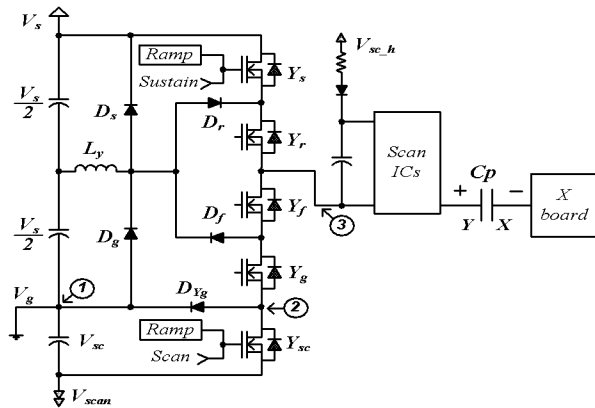 V_s
Ramp
Sustain
Y_s
V_sc_h
V_s
2
D_s
D_r
Y_r
Scan
ICs
L_y
Cp
+
-
X
board
Y
X
V_s
2
D_g
D_f
Y_f
3
V_g
1
D_Yg
Y_g
2
V_sc
Ramp
Scan
Y_sc
V_scan